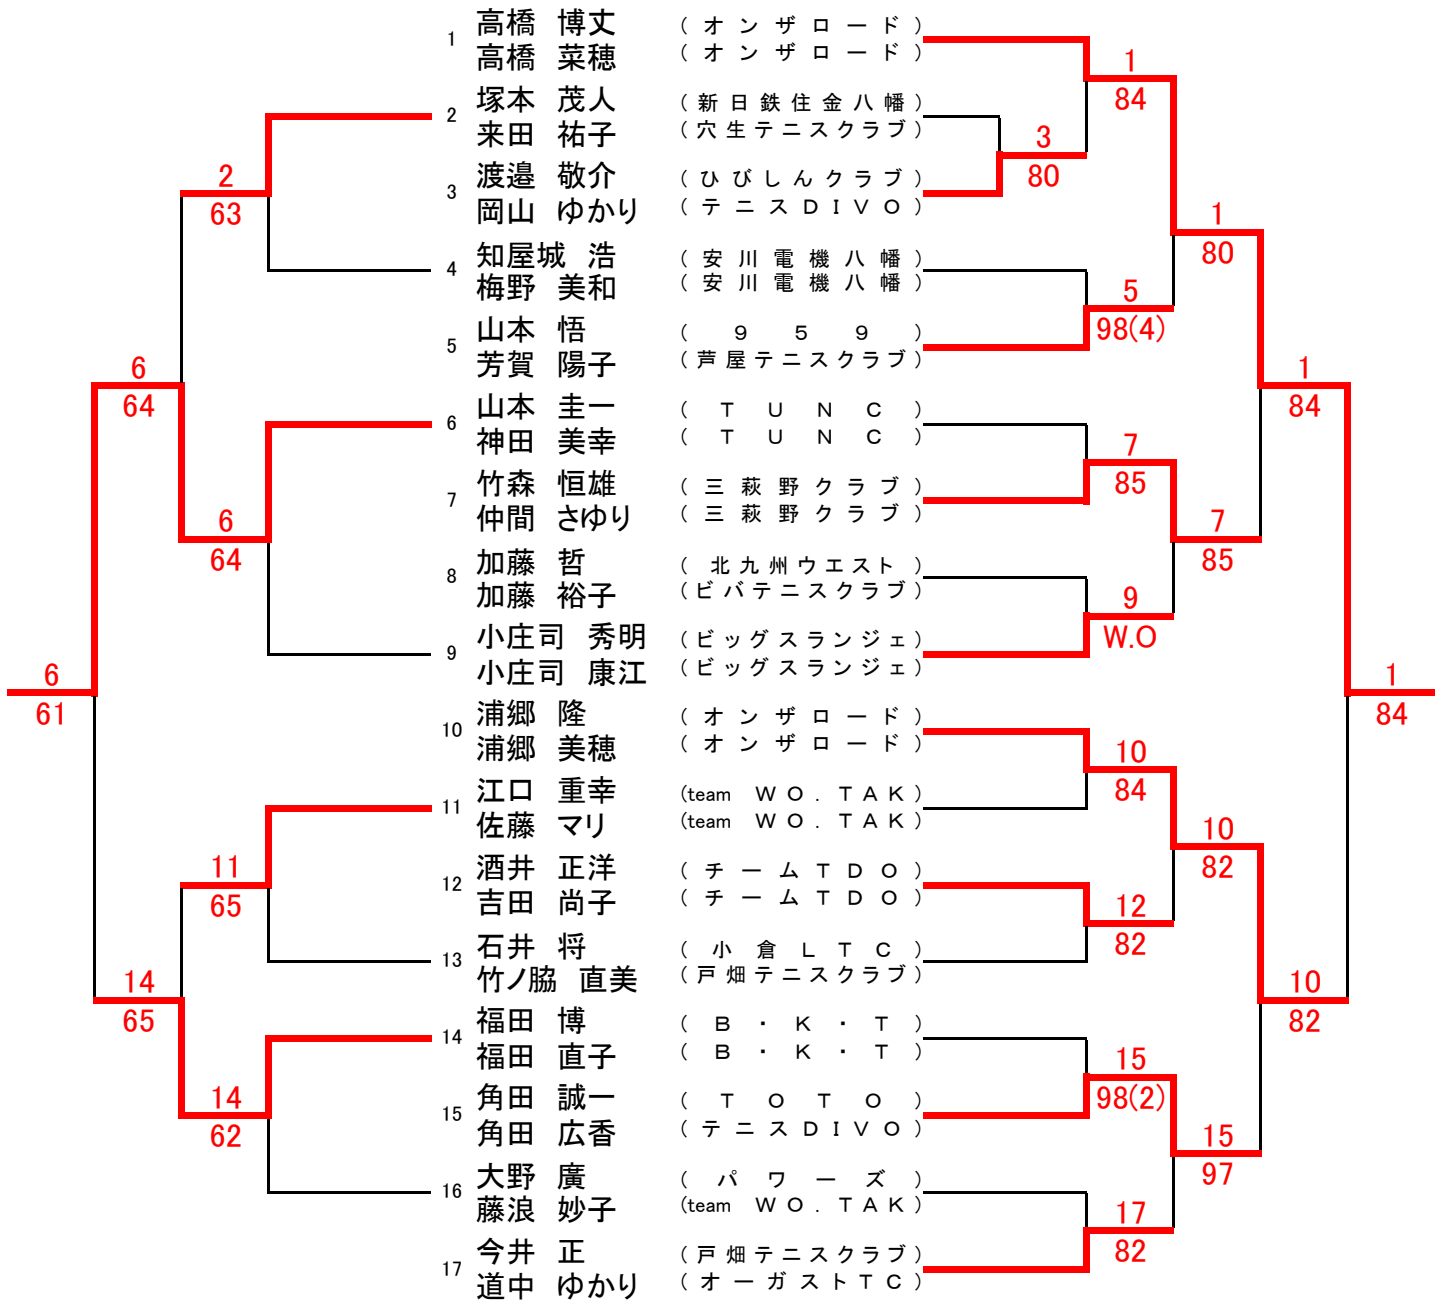 1 高橋 博丈 (オンザロード)
高橋 菜穂 (オンザロード)
2 塚本 茂人 (新日鉄住金八幡)
来田 祐子 (穴生テニスクラブ)
3 渡邉 敬介 (ひびしんクラブ)
岡山 ゆかり (テニスDIVO)
4 知屋城 浩 (安川電機八幡)
梅野 美和 (安川電機八幡)
5 山本 悟 (959)
芳賀 陽子 (芦屋テニスクラブ)
6 山本 圭一 (TUNC)
神田 美幸 (TUNC)
7 竹森 恒雄 (三萩野クラブ)
仲間 さゆり (三萩野クラブ)
8 加藤 哲 (北九州ウエスト)
加藤 裕子 (ビバテニスクラブ)
9 小庄司 秀明 (ビッグスランジェ)
小庄司 康江 (ビッグスランジェ)
10 浦郷 隆 (オンザロード)
浦郷 美穂 (オンザロード)
11 江口 重幸 (team WO.TAK)
佐藤 マリ (team WO.TAK)
12 酒井 正洋 (チームTDO)
吉田 尚子 (チームTDO)
13 石井 将 (小倉LTC)
竹ノ脇 直美 (戸畑テニスクラブ)
14 福田 博 (B・K・T)
福田 直子 (B・K・T)
15 角田 誠一 (TOTO)
角田 広香 (テニスDIVO)
16 大野 廣 (パワーズ)
藤浪 妙子 (team WO.TAK)
17 今井 正 (戸畑テニスクラブ)
道中 ゆかり (オーガストTC)
2
63
6
64
11
65
14
62
6
64
14
65
6
61
3
80
1
84
5
98(4)
7
85
9
W.O
10
84
12
82
15
98(2)
17
82
1
80
7
85
10
82
15
97
1
84
10
82
1
84